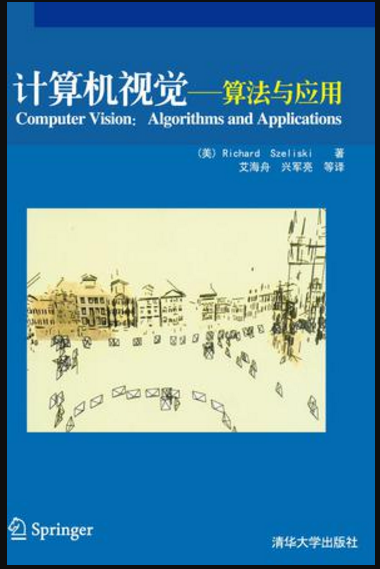 计算机视觉——算法与应用
Computer Vision: Algorithms and Applications
(美) Richard Szeliski 著
艾海舟 兴军亮 等译
Springer
清华大学出版社